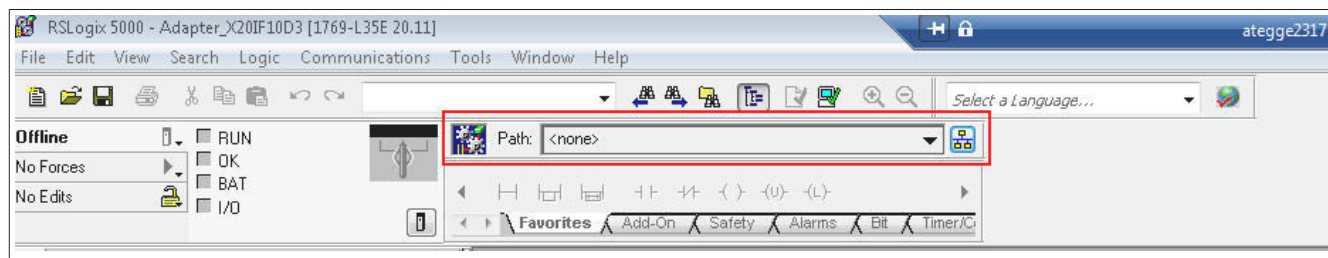 RSLogix 5000 - Adapter_X20IF10D3 [1769-L35E 20.11]
ategge2317
File Edit View Search Logic Communications Tools Window Help
Select a Language...
Offline
RUN
Path: <none>
No Forces
OK
BAT
No Edits
I/O
Favorites Add-On Safety Alarms Bit Timer/C